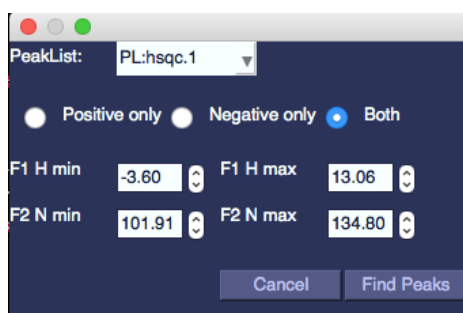 PeakList: PL:hsqc.1
Positive only Negative only Both
F1 H min -3.60 F1 H max 13.06
F2 N min 101.91 F2 N max 134.80
Cancel Find Peaks